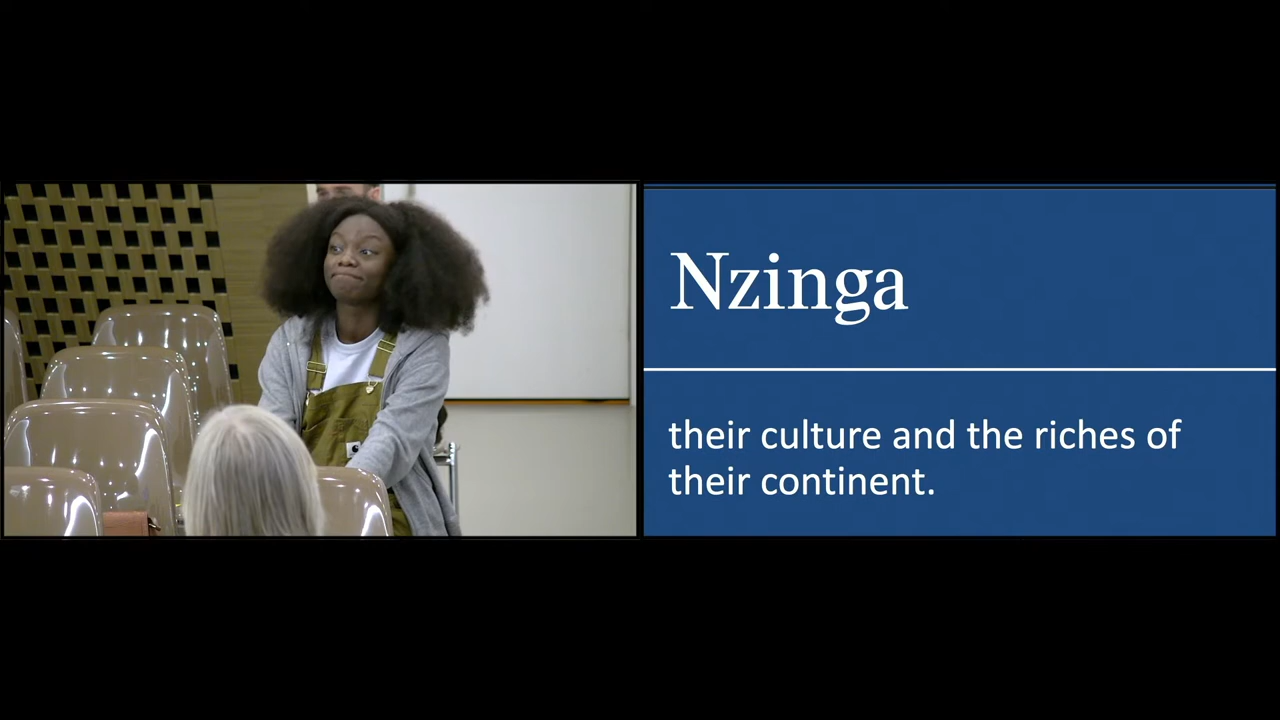 Nzinga
their culture and the riches of
their continent.